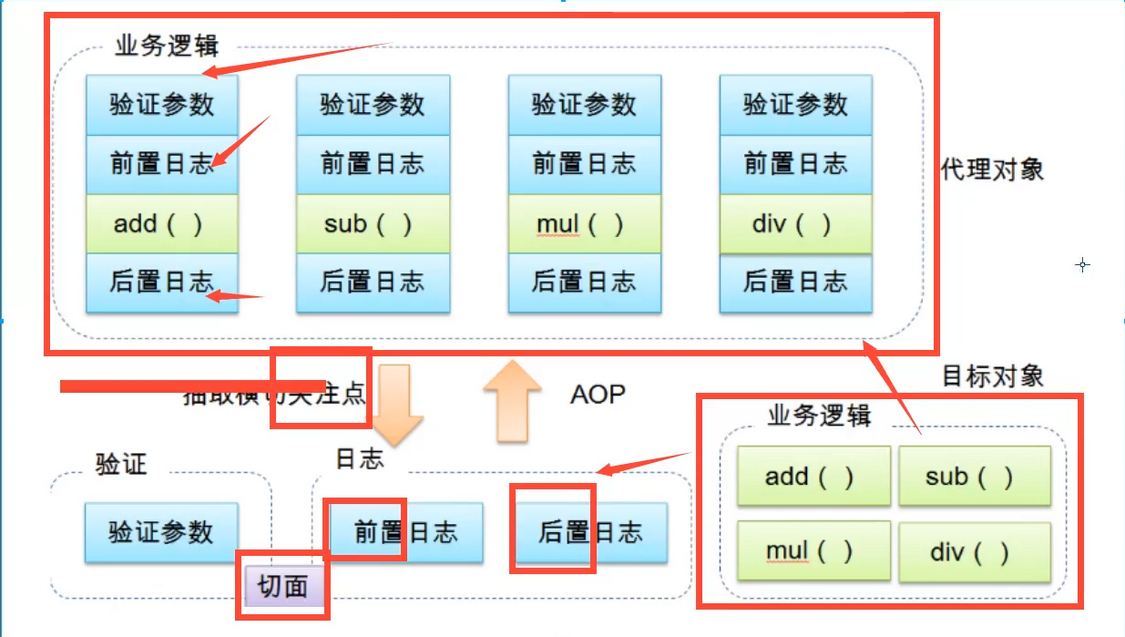 业务逻辑
验证参数 验证参数 验证参数 验证参数
前置日志 前置日志 前置日志 前置日志
add ( ) sub ( ) mul ( ) div ( )
后置日志 后置日志 后置日志 后置日志
代理对象
抽取横切关注点
AOP
目标对象
验证
日志
验证参数
前置日志
后置日志
切面
业务逻辑
add ( ) sub ( )
mul ( ) div ( )